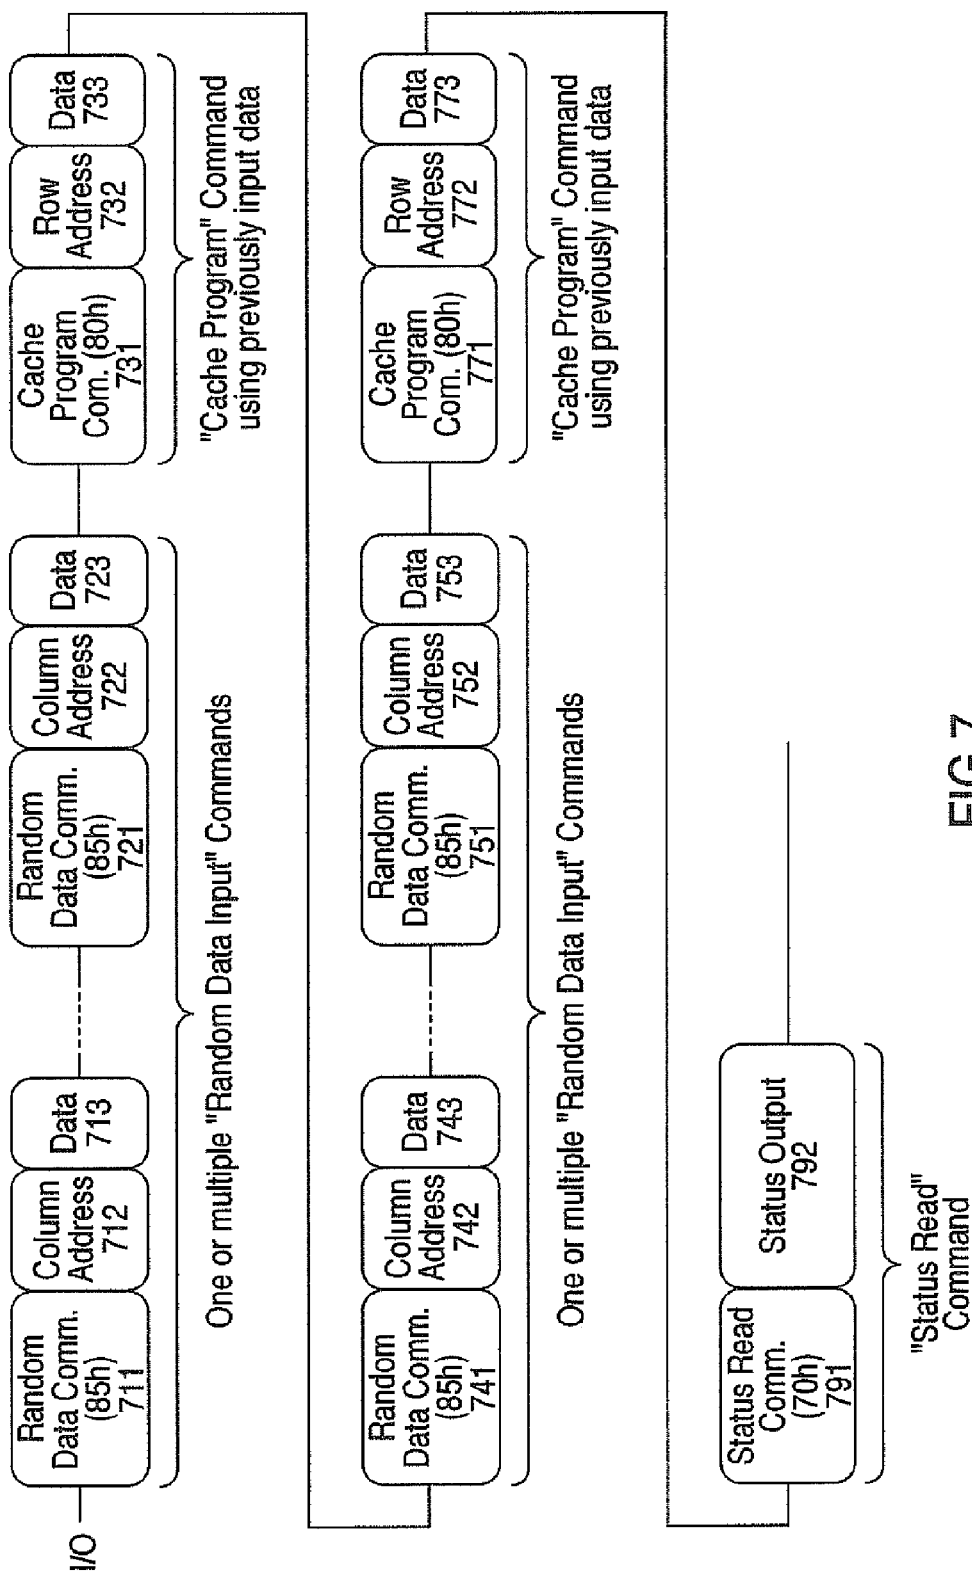 I/O
Random
Data Comm.
(85h)
711
Column
Address
712
Data
713
Random
Data Comm.
(85h)
721
Column
Address
722
Data
723
Cache
Program
Com. (80h)
731
Row
Address
732
Data
733
One or multiple "Random Data Input" Commands
"Cache Program" Command
using previously input data
Random
Data Comm.
(85h)
741
Column
Address
742
Data
743
Random
Data Comm.
(85h)
751
Column
Address
752
Data
753
Cache
Program
Com. (80h)
771
Row
Address
772
Data
773
One or multiple "Random Data Input" Commands
"Cache Program" Command
using previously input data
Status Read
Comm.
(70h)
791
Status Output
792
"Status Read"
Command
FIG 7